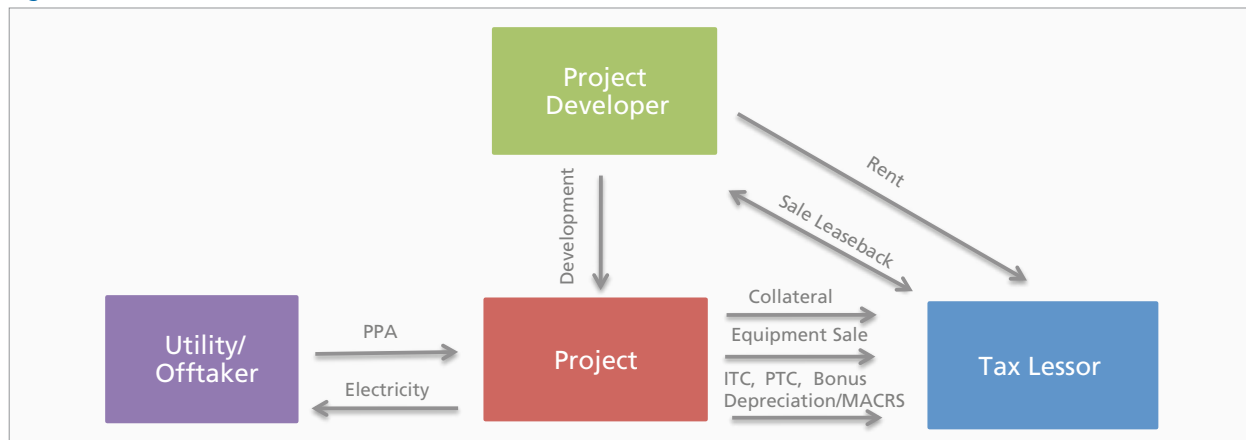 Project
Developer
Rent
Sale Leaseback
Development
Collateral
Utility/
Offtaker
PPA
Electricity
Project
Equipment Sale
ITC, PTC, Bonus
Depreciation/MACRS
Tax Lessor